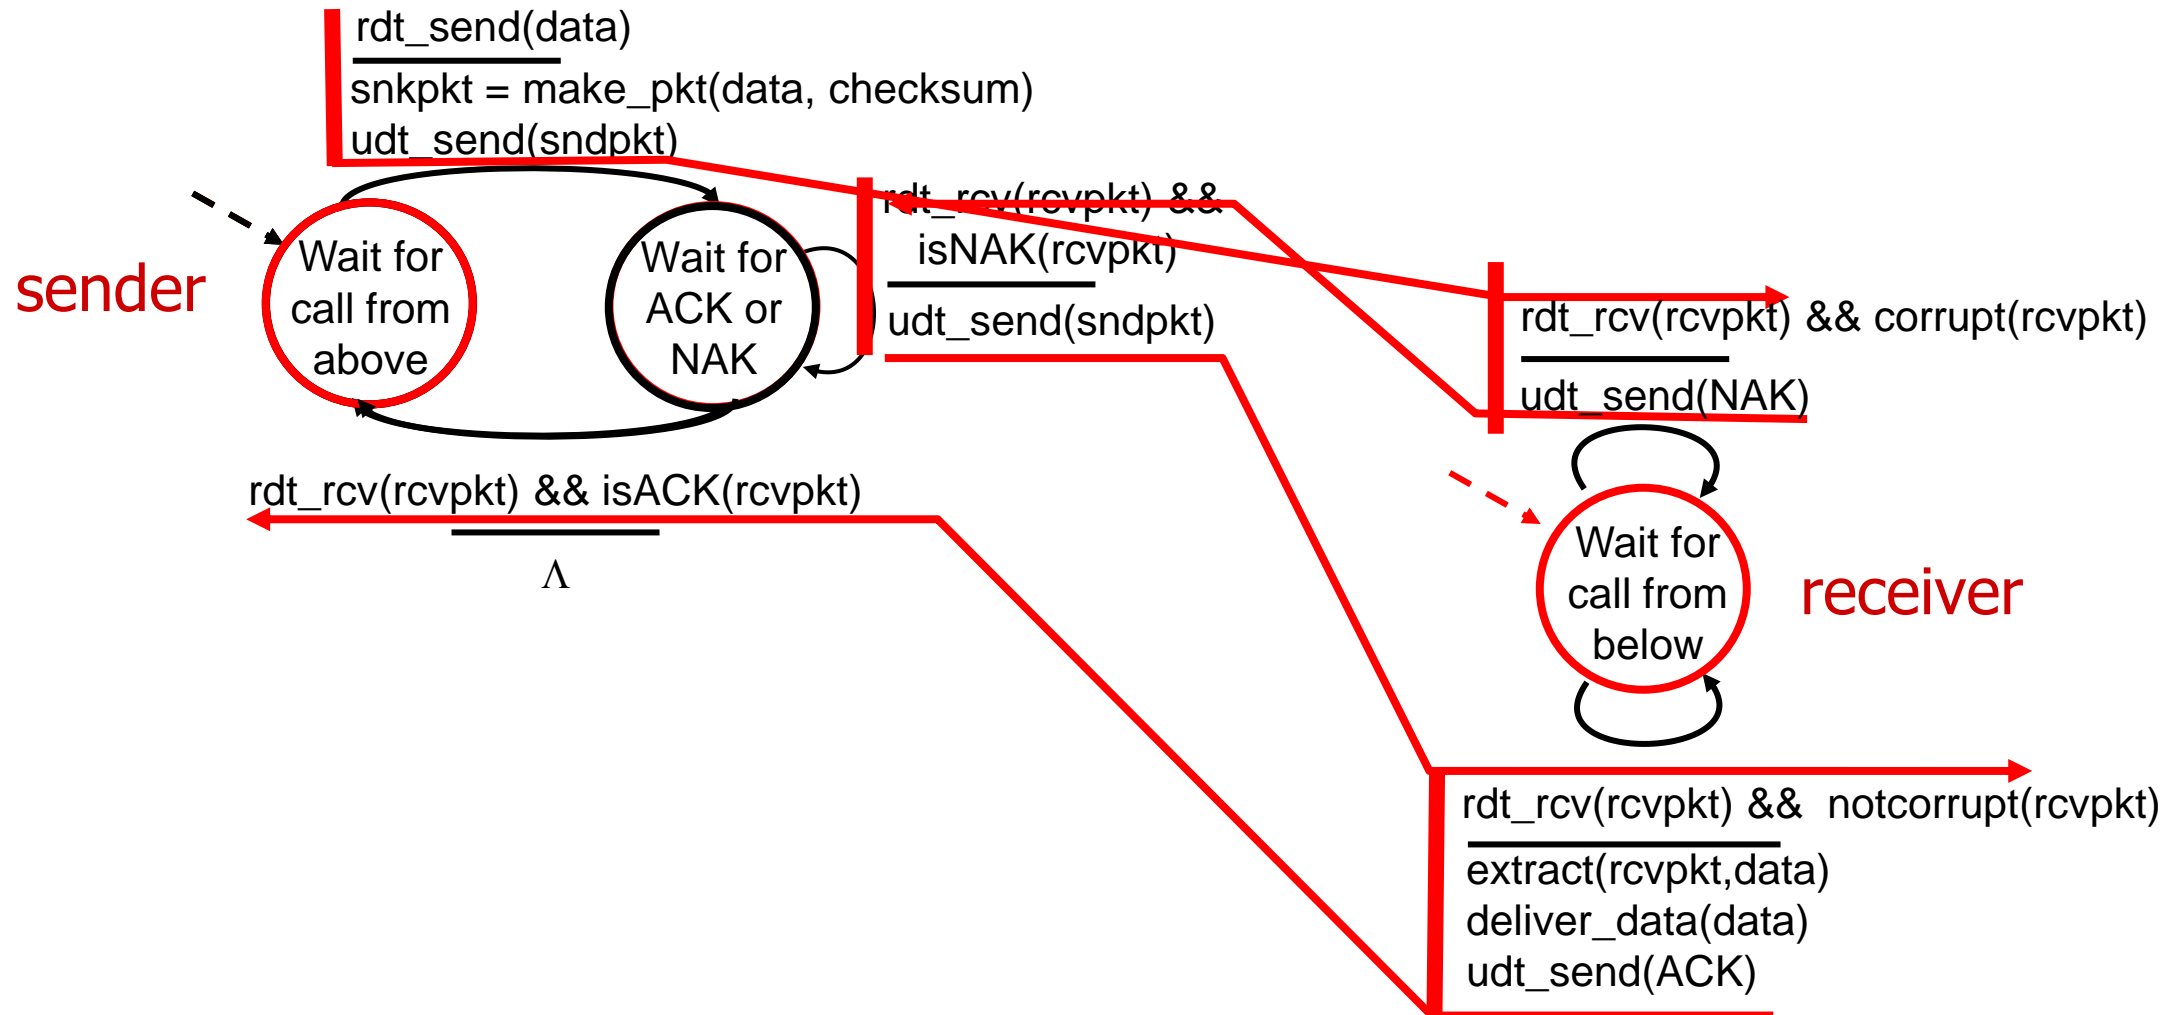 rdt_send(data)
snkpkt = make_pkt(data, checksum)
udt_send(sndpkt)
sender
Wait for
call from
above
Wait for
ACK or
NAK
rdt_rcv(rcvpkt) &&
isNAK(rcvpkt)
udt_send(sndpkt)
rdt_rcv(rcvpkt) && isACK(rcvpkt)
Λ
rdt_rcv(rcvpkt) && corrupt(rcvpkt)
udt_send(NAK)
Wait for
call from
below
receiver
rdt_rcv(rcvpkt) && notcorrupt(rcvpkt)
extract(rcvpkt,data)
deliver_data(data)
udt_send(ACK)